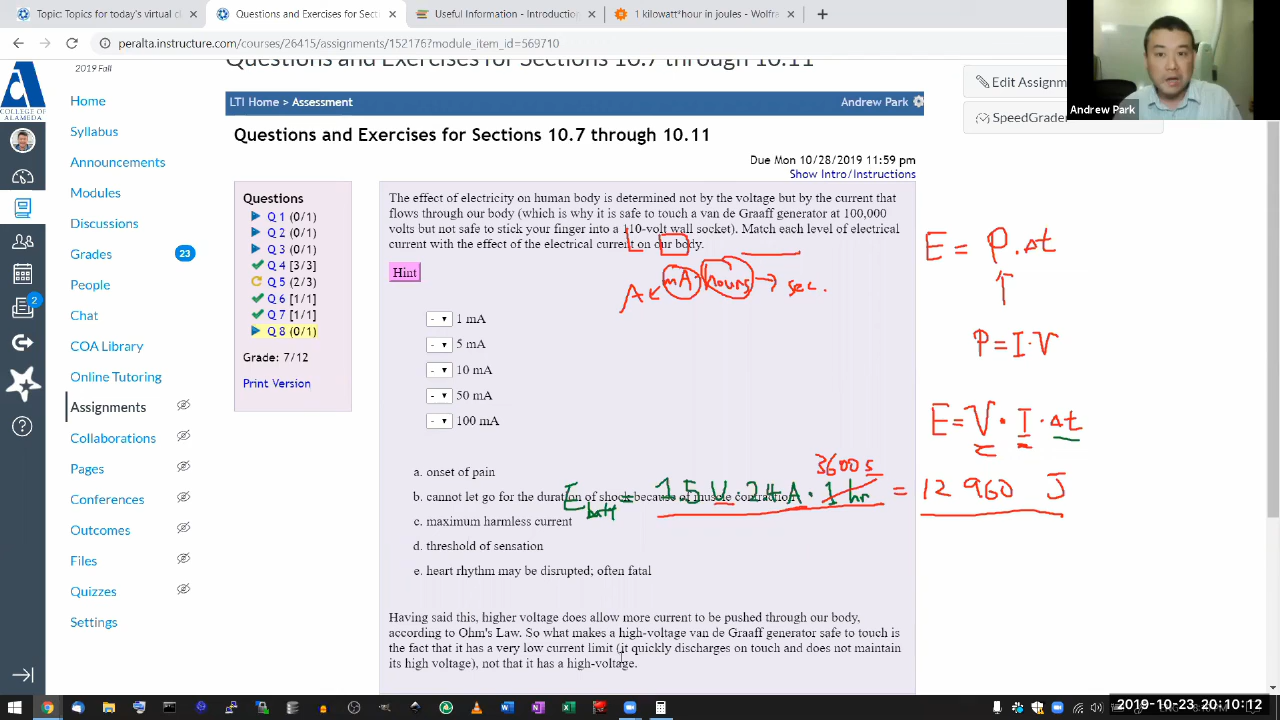 Topic: Week 10: virtual c
Questions and Exercises for Sec
Useful Information - Introduction
1 kilowatt*hour in joules - Wolfra
peralta.instructure.com/courses/26415/assignments/152176?module_item_id=569710
2019 Fall
COLLEGE OF
ALAMEDA
Home
Syllabus
Announcements
Modules
Discussions
Grades 23
People
2
Chat
COA Library
Online Tutoring
Assignments
Collaborations
Pages
Conferences
Outcomes
Files
Quizzes
Settings
Questions and Exercises for Sections 10.7 through 10.11
LTI Home > Assessment
Andrew Park
Questions and Exercises for Sections 10.7 through 10.11
Due Mon 10/28/2019 11:59 pm
Show Intro/Instructions
Questions
Q 1 (0/1)
Q 2 (0/1)
Q 3 (0/1)
Q 4 [3/3]
Q 5 (2/3)
Q 6 [1/1]
Q 7 [1/1]
Q 8 (0/1)
Grade: 7/12
Print Version
The effect of electricity on human body is determined not by the voltage but by the current that
flows through our body (which is why it is safe to touch a van de Graaff generator at 100,000
volts but not safe to stick your finger into a 110-volt wall socket). Match each level of electrical
current with the effect of the electrical current on our body.
Hint
A ← mA · hours → sec.
- 1 mA
- 5 mA
- 10 mA
- 50 mA
- 100 mA
a. onset of pain
b. cannot let go for the duration of shock because of muscle contraction
c. maximum harmless current
d. threshold of sensation
e. heart rhythm may be disrupted; often fatal
Having said this, higher voltage does allow more current to be pushed through our body,
according to Ohm's Law. So what makes a high-voltage van de Graaff generator safe to touch is
the fact that it has a very low current limit (it quickly discharges on touch and does not maintain
its high voltage), not that it has a high-voltage.
E = P · Δt
P = I · V
E = V · I · Δt
3600 s
E batt = 1.5 V · 2.4 A · 1 hr = 12 960 J
Edit Assignm
SpeedGrader
Andrew Park
2019-10-23 20:10:12